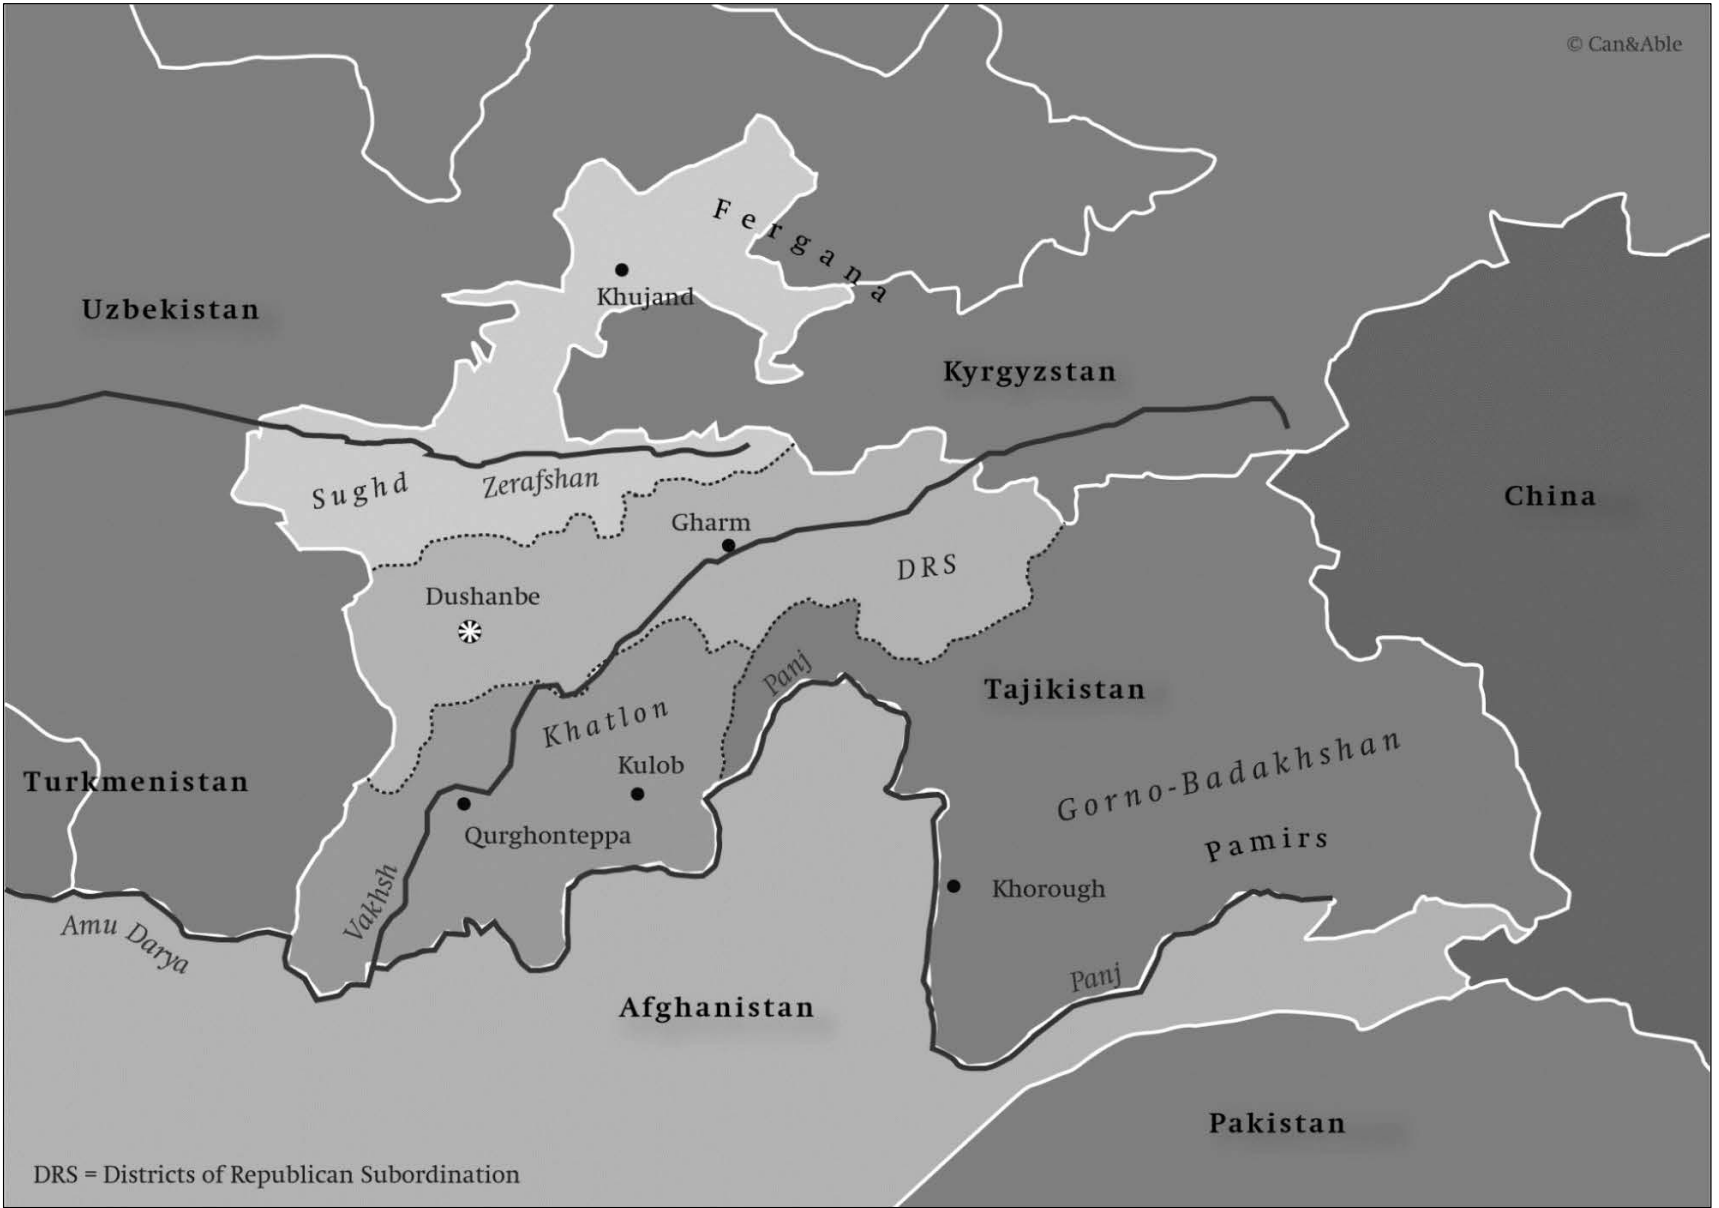 © Can&Able
Fergana
Khujand
Uzbekistan
Kyrgyzstan
Sughd
Zerafshan
China
Gharm
DRS
Dushanbe
Panj
Tajikistan
Khatlon
Kulob
Gorno-Badakhshan
Turkmenistan
Qurghonteppa
Pamirs
Vakhsh
Khorough
Amu Darya
Panj
Afghanistan
Pakistan
DRS = Districts of Republican Subordination